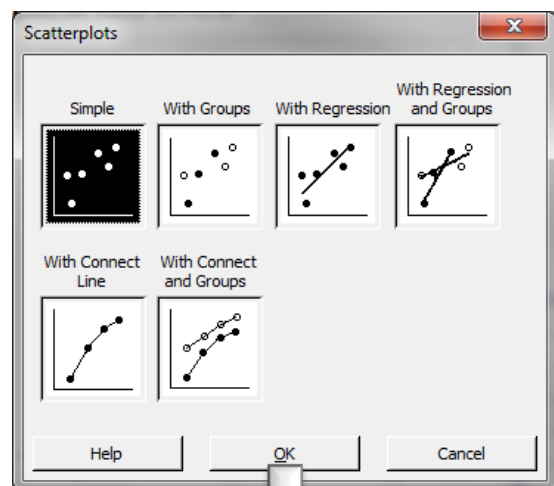 Scatterplots
Simple
With Groups
With Regression
With Regression
and Groups
With Connect
Line
With Connect
and Groups
Help
OK
Cancel